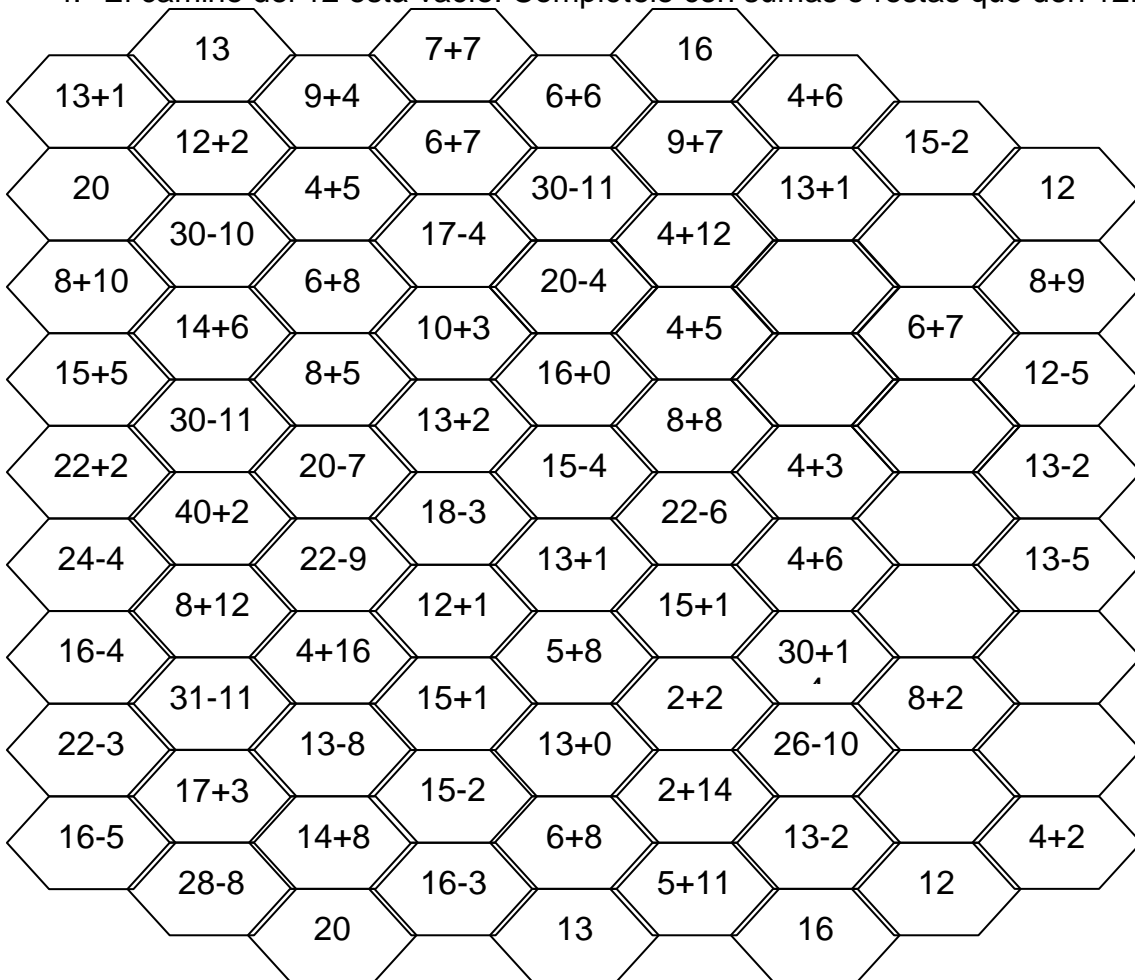 El camino del 12 está vacío. con sumas o restas que den 12.
13 7+7 16
13+1 9+4 6+6 4+6
12+2 6+7 9+7 15-2
20 4+5 30-11 13+1 12
30-10 17-4 4+12
8+10 6+8 20-4 8+9
14+6 10+3 4+5 6+7
15+5 8+5 16+0 12-5
30-11 13+2 8+8
22+2 20-7 15-4 4+3 13-2
40+2 18-3 22-6
24-4 22-9 13+1 4+6 13-5
8+12 12+1 15+1
16-4 4+16 5+8 30+1
31-11 15+1 2+2 8+2
22-3 13-8 13+0 26-10
17+3 15-2 2+14
16-5 14+8 6+8 13-2 4+2
28-8 16-3 5+11 12
20 13 16